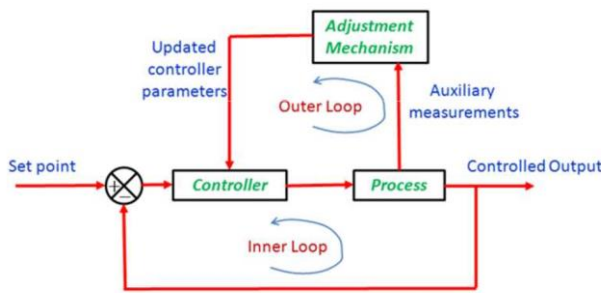 Adjustment
Mechanism
Updated
controller
parameters
Outer Loop
Auxiliary
measurements
Set point
+
−
Controller
Process
Controlled Output
Inner Loop